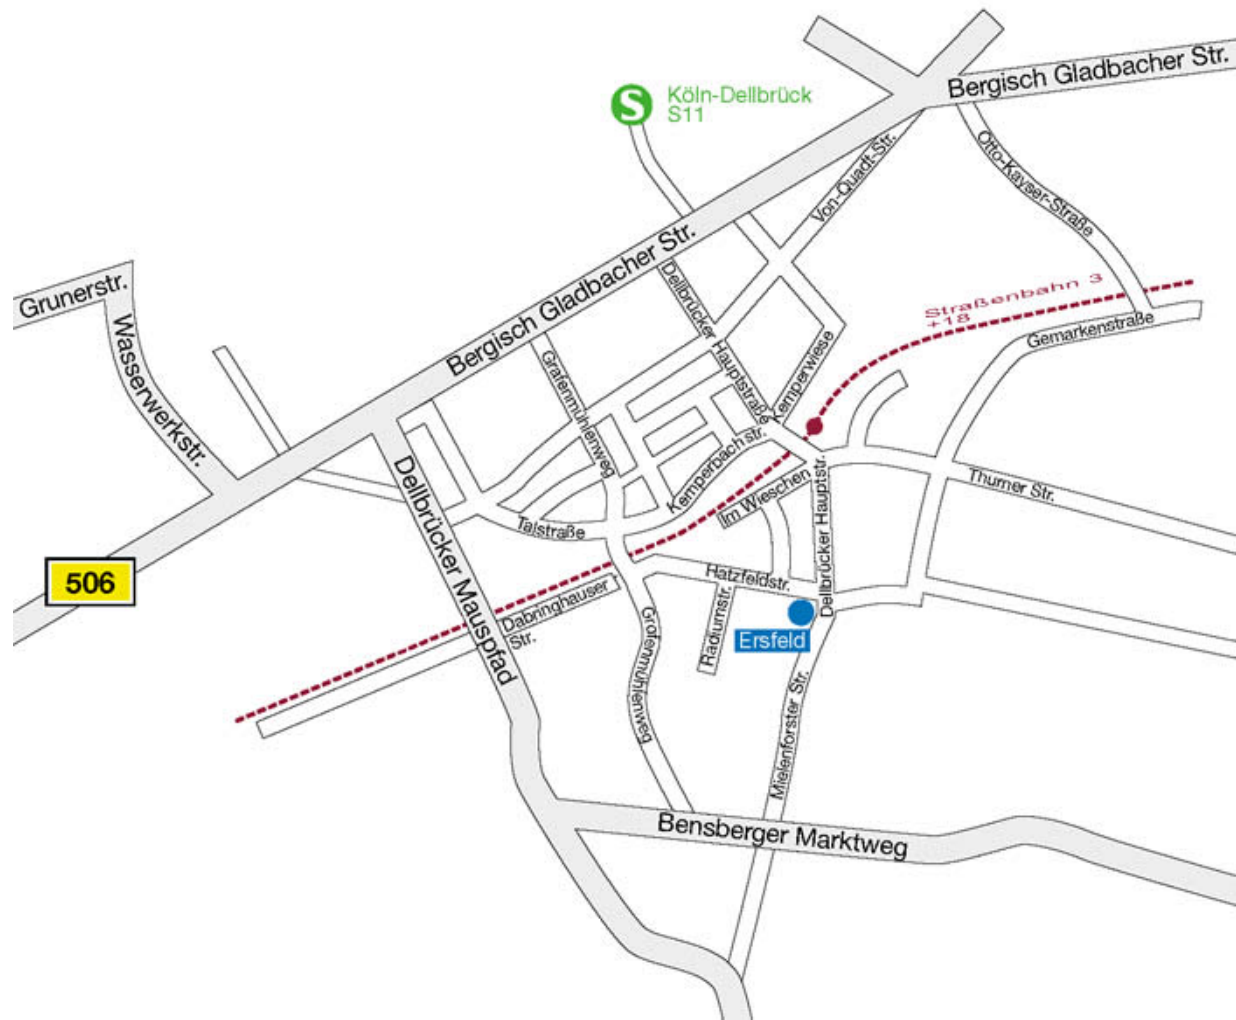 Bergisch Gladbacher Str.
Köln-Dellbrück
S11
Otto-Kayser-Straße
Von-Quadt-Str.
Bergisch Gladbacher Str.
Grunerstr.
Wasserwerkstr.
Dellbrücker Hauptstraße
Straßenbahn 3
+18
Gemarkenstraße
Grafenmühlenweg
Kemperwiese
Kemperbachstr.
Dellbrücker Mauspfad
Im Wieschen
Dellbrücker Hauptstr.
Thurner Str.
Talstraße
506
Hatzfeldstr.
Dabringhauser
Str.
Radiumstr.
Ersfeld
Grafenmühlenweg
Mielenforster Str.
Bensberger Marktweg